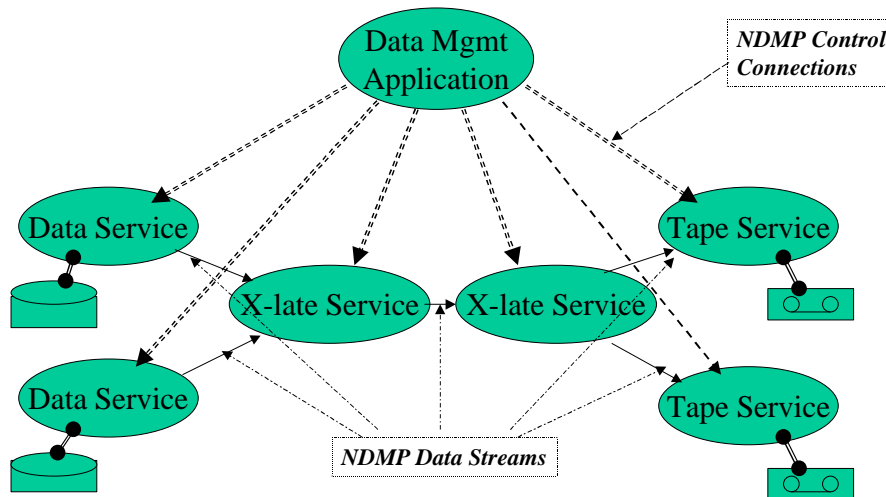 Data Mgmt
Application
NDMP Control
Connections
Data Service
Tape Service
X-late Service
X-late Service
Data Service
Tape Service
NDMP Data Streams